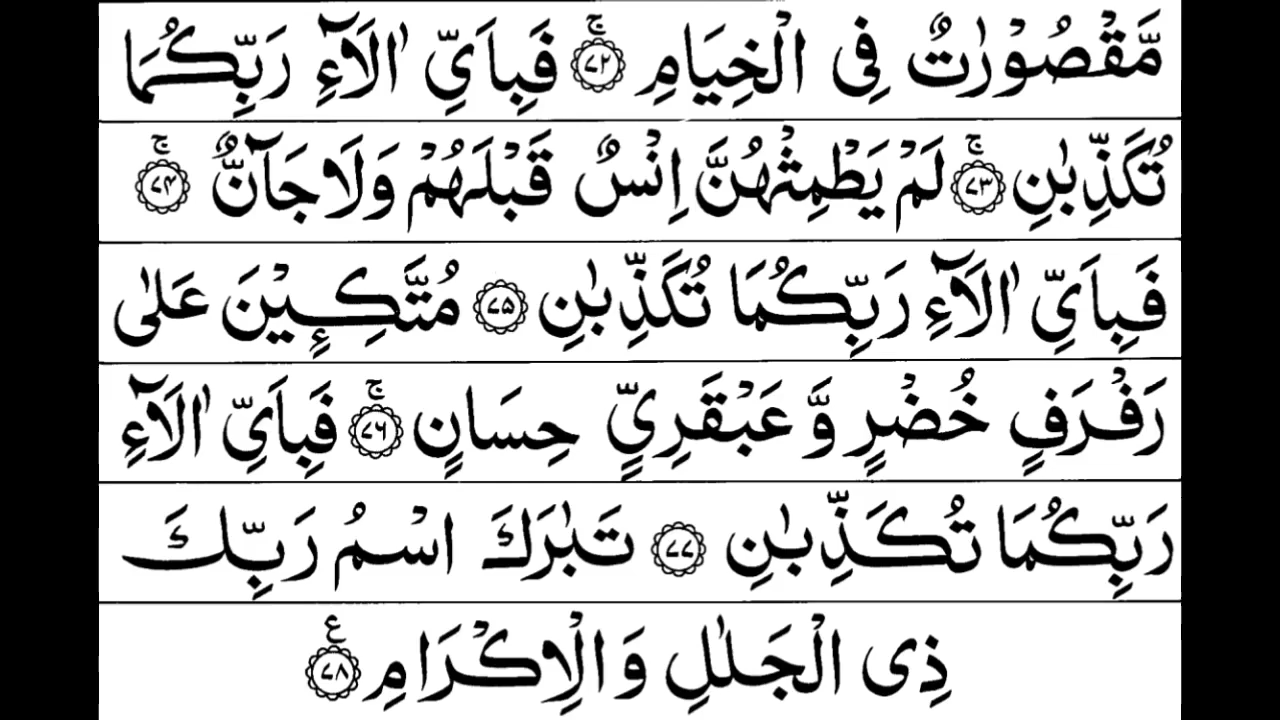 مَّقْصُوْرٰتٌ فِى الْخِيَامِ ۚ ﴿۷۲﴾ فَبِاَيِّ اٰلَآءِ رَبِّكُمَا
تُكَذِّبٰنِ ۚ ﴿۷۳﴾ لَمْ يَطْمِثْهُنَّ اِنْسٌ قَبْلَهُمْ وَلَا جَآنٌّ ۚ ﴿۷۴﴾
فَبِاَيِّ اٰلَآءِ رَبِّكُمَا تُكَذِّبٰنِ ﴿۷۵﴾ مُتَّكِـِٕيْنَ عَلٰى
رَفْرَفٍ خُضْرٍ وَّ عَبْقَرِيٍّ حِسَانٍ ۚ ﴿۷۶﴾ فَبِاَيِّ اٰلَآءِ
رَبِّكُمَا تُكَذِّبٰنِ ﴿۷۷﴾ تَبٰرَكَ اسْمُ رَبِّكَ
ذِى الْجَلٰلِ وَالْاِكْرَامِ ع ﴿۷۸﴾